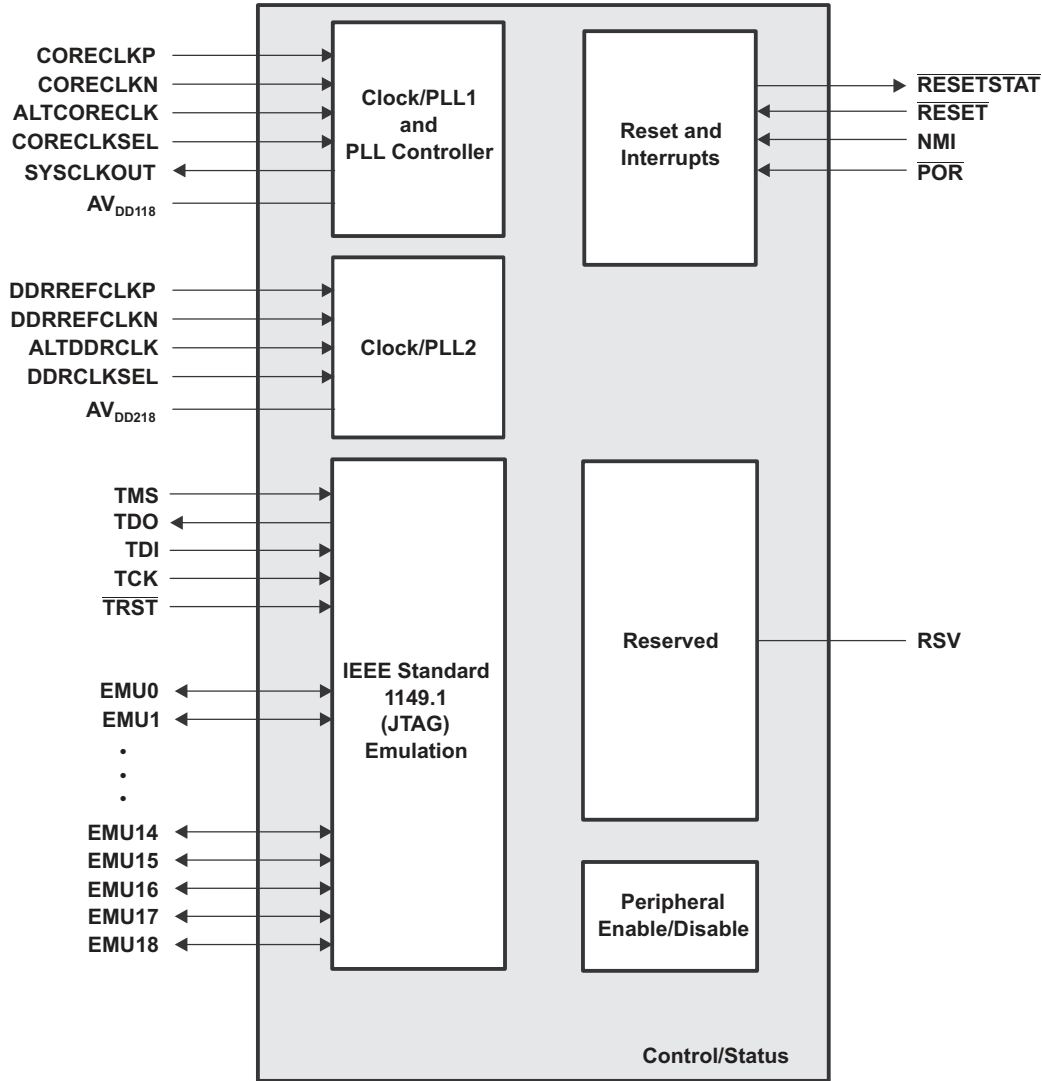 CORECLKP
CORECLKN
ALTCORECLK
CORECLKSEL
SYSCLKOUT
AVDD118
Clock/PLL1
and
PLL Controller
Reset and
Interrupts
RESETSTAT
RESET
NMI
POR
DDRREFCLKP
DDRREFCLKN
ALTDDRCLK
DDRCLKSEL
AVDD218
Clock/PLL2
TMS
TDO
TDI
TCK
TRST
EMU0
EMU1
•
•
•
EMU14
EMU15
EMU16
EMU17
EMU18
IEEE Standard
1149.1
(JTAG)
Emulation
Reserved
RSV
Peripheral
Enable/Disable
Control/Status